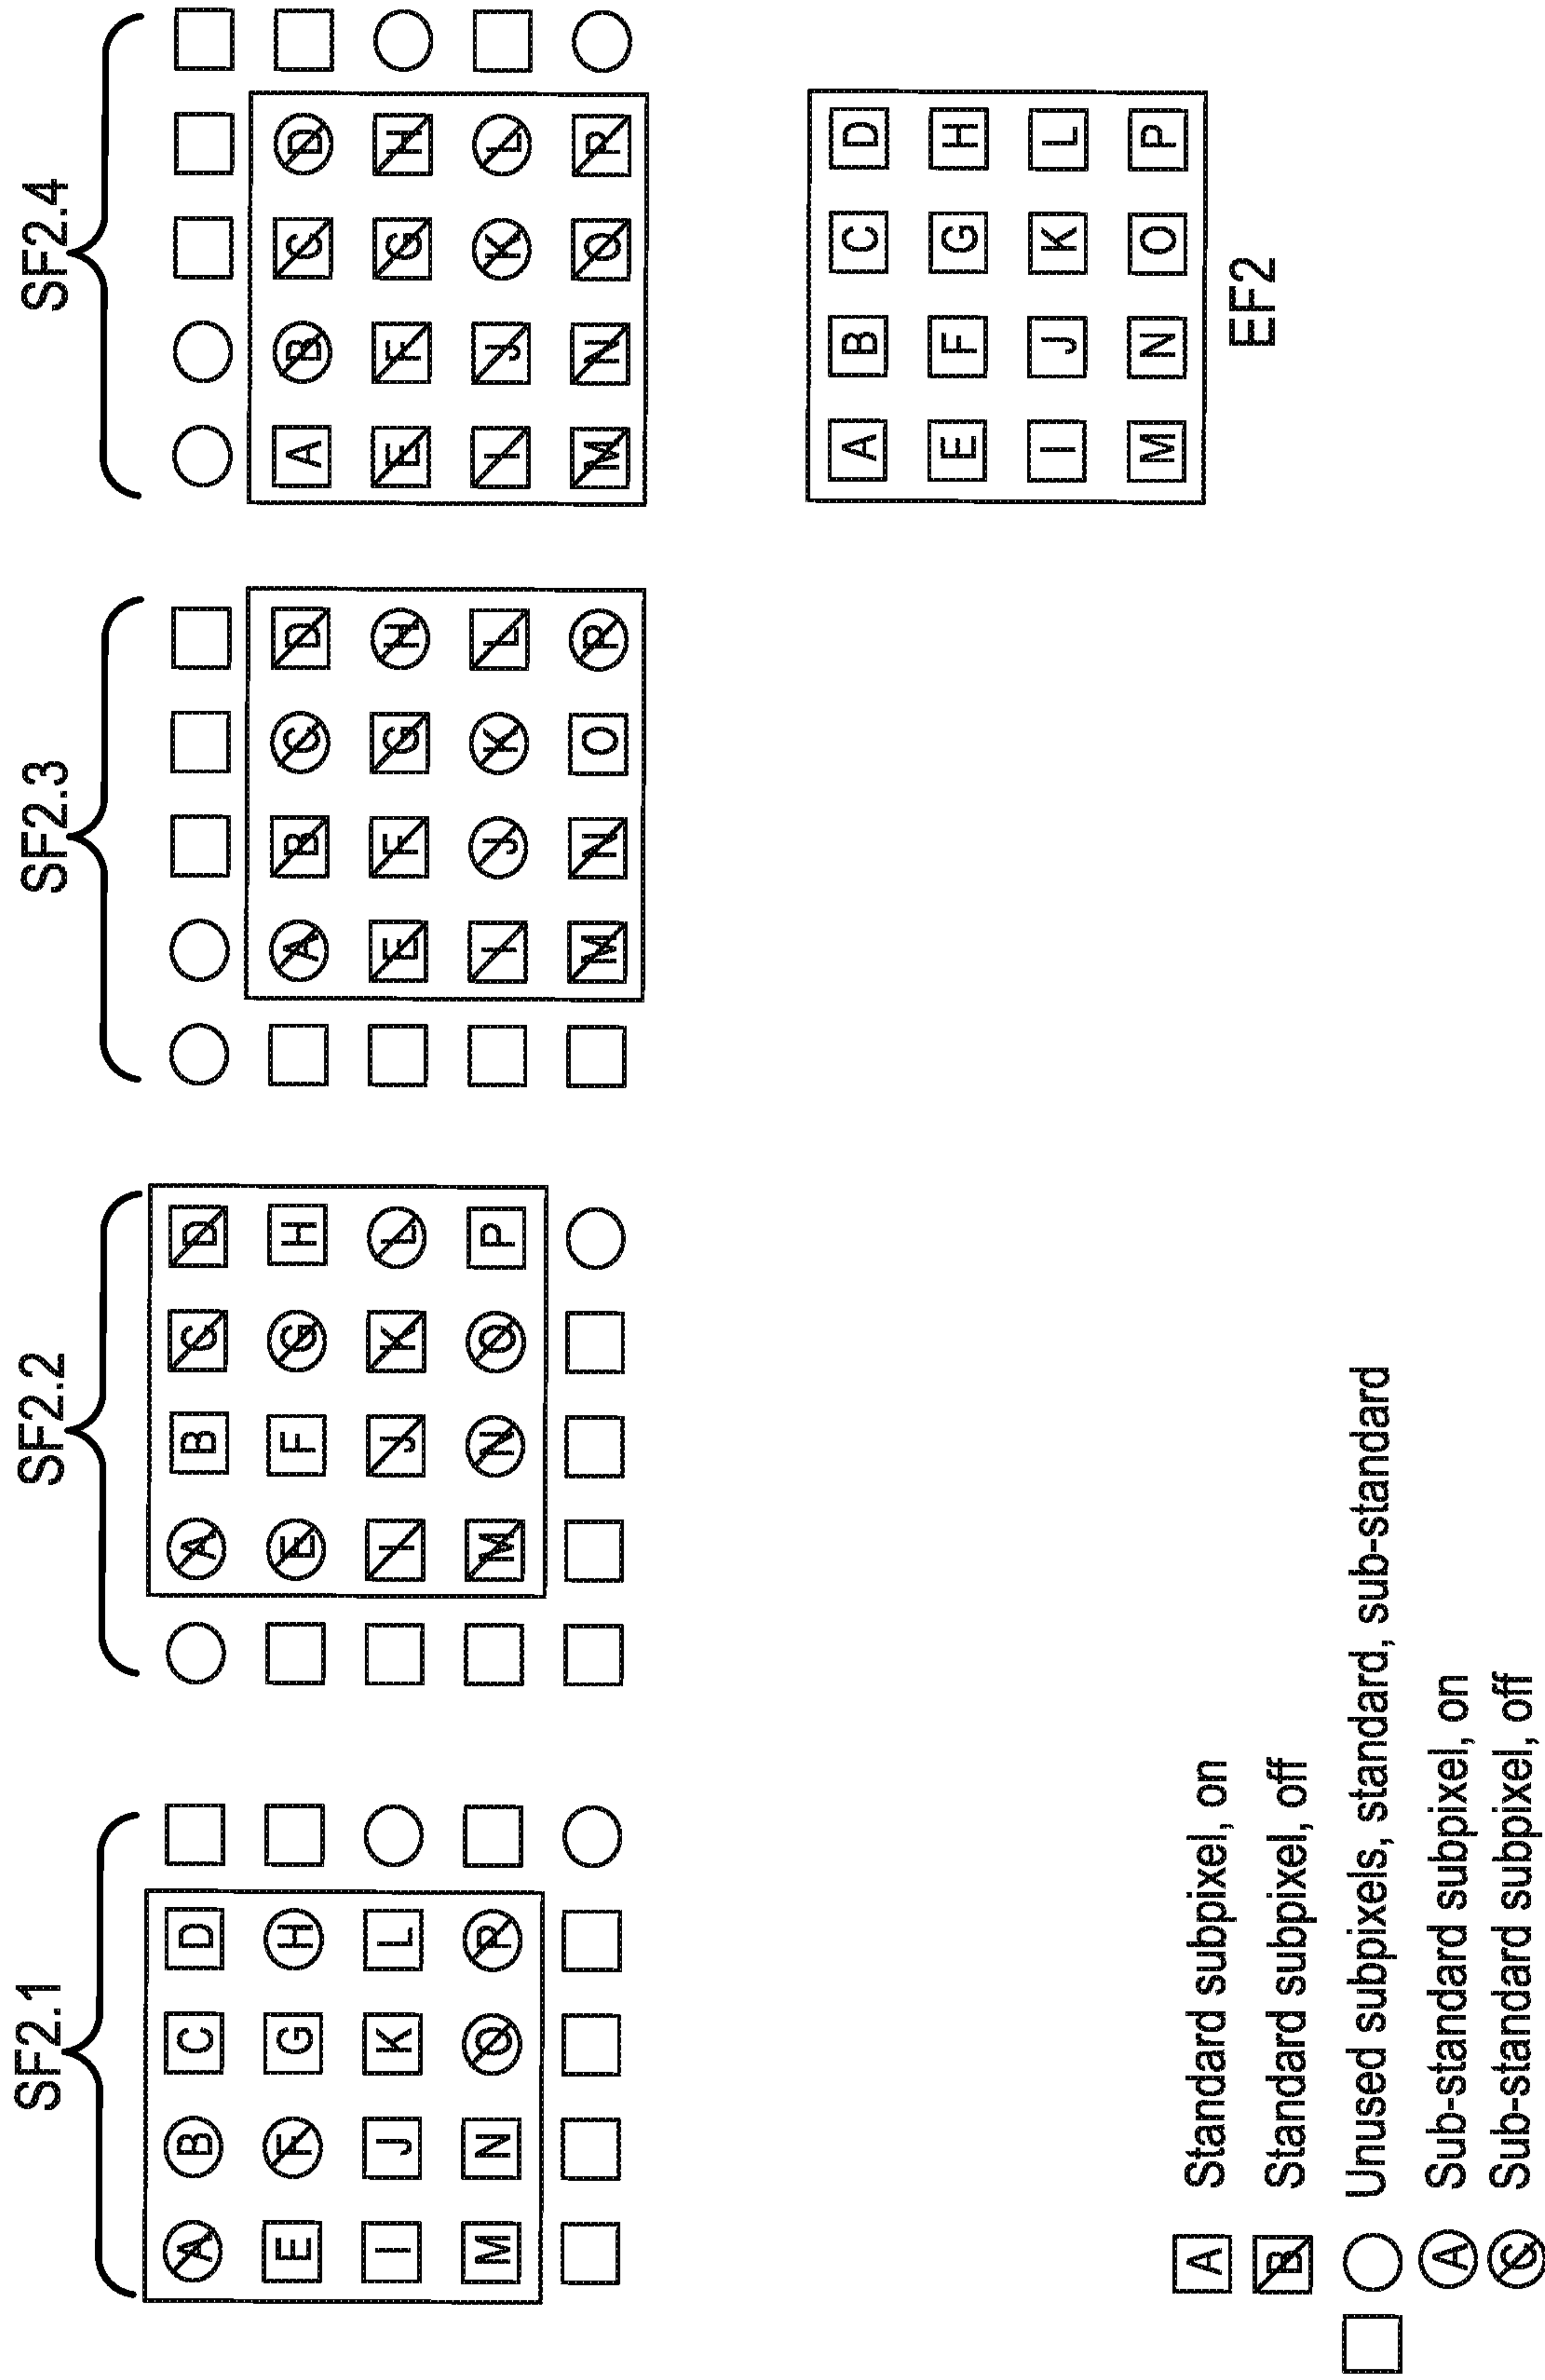 SF2.1
A B C D
E F G H
I J K L
M N O P
SF2.2
A B C D
E F G H
I J K L
M N O P
SF2.3
A B C D
E F G H
I J K L
M N O P
SF2.4
A B C D
E F G H
I J K L
M N O P
A B C D
E F G H
I J K L
M N O P
EF2
A Standard subpixel, on
B Standard subpixel, off
Unused subpixels, standard, sub-standard
A Sub-standard subpixel, on
C Sub-standard subpixel, off